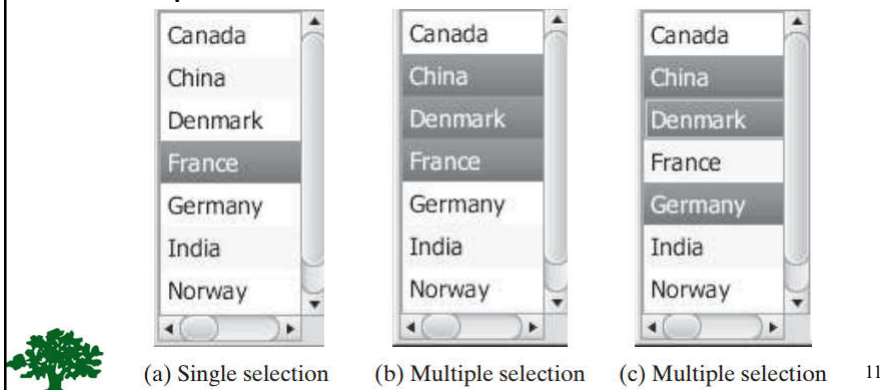 Canada
China
Denmark
France
Germany
India
Norway
(a) Single selection
Canada
China
Denmark
France
Germany
India
Norway
(b) Multiple selection
Canada
China
Denmark
France
Germany
India
Norway
(c) Multiple selection
11